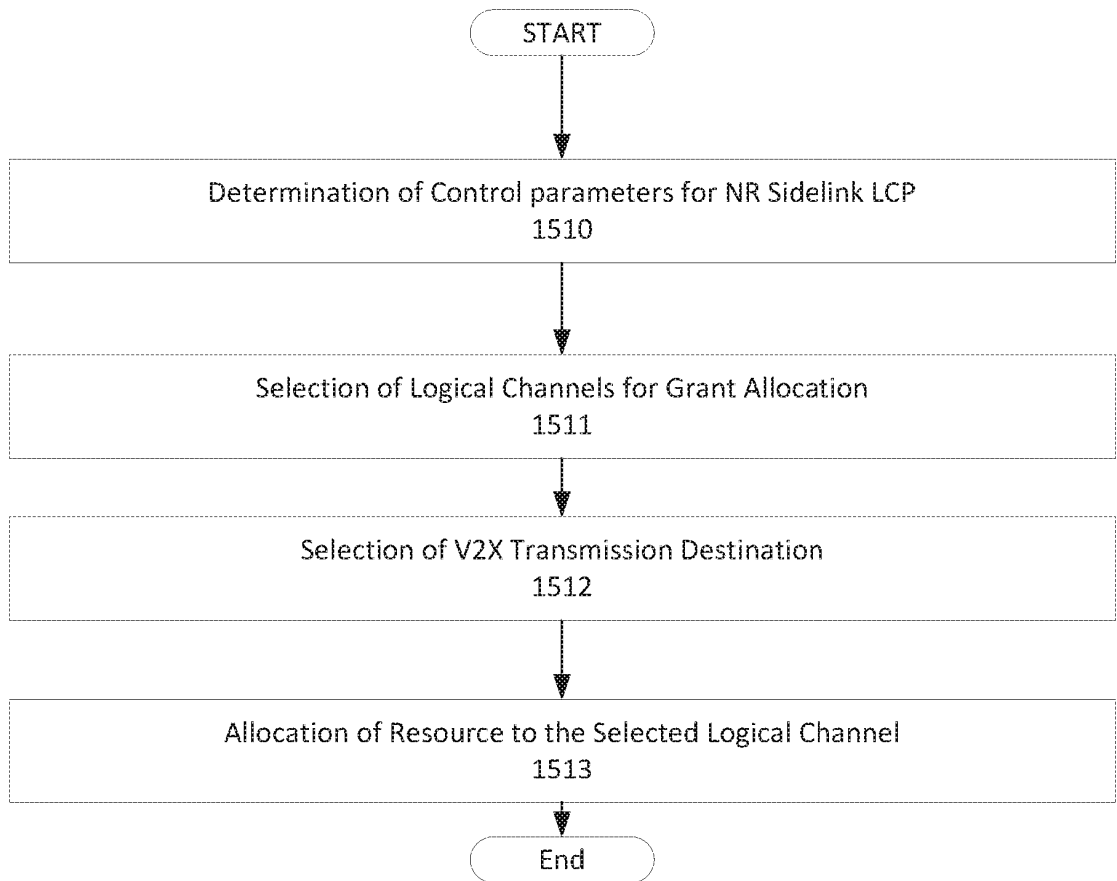 START
Determination of Control parameters for NR Sidelink LCP
1510
Selection of Logical Channels for Grant Allocation
1511
Selection of V2X Transmission Destination
1512
Allocation of Resource to the Selected Logical Channel
1513
End